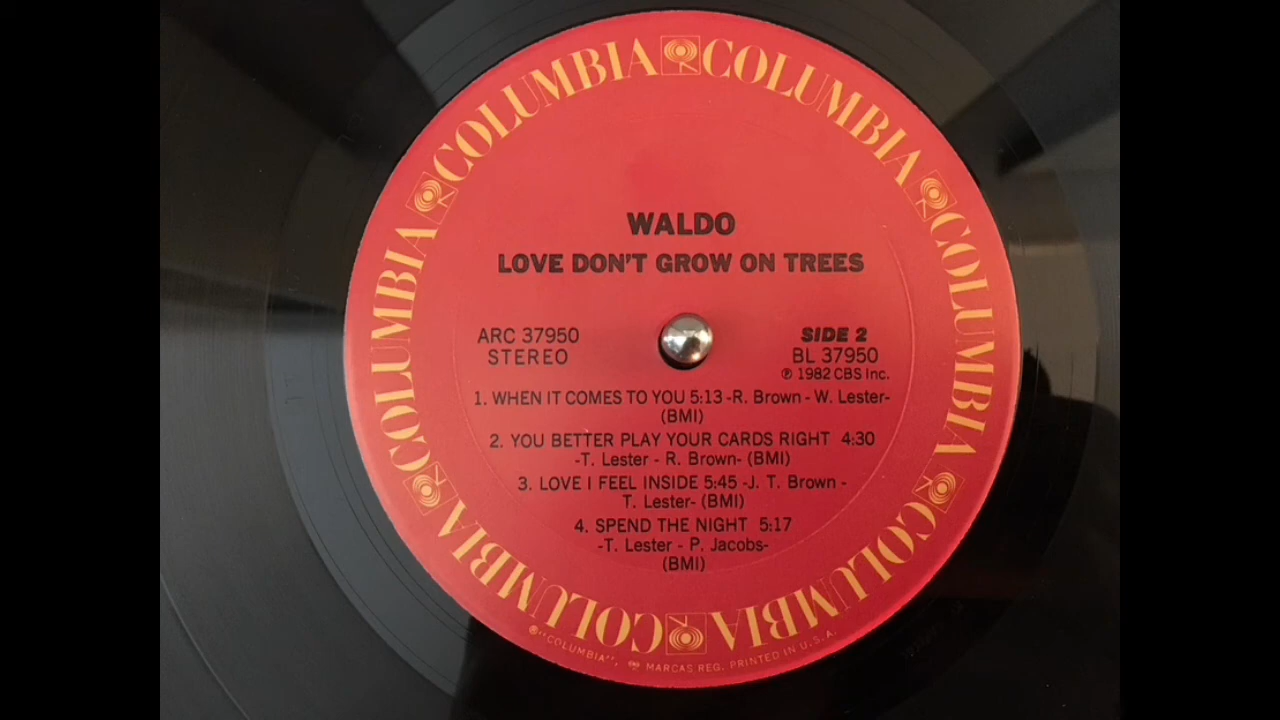 COLUMBIA COLUMBIA COLUMBIA COLUMBIA COLUMBIA COLUMBIA COLUMBIA COLUMBIA
WALDO
LOVE DON'T GROW ON TREES
ARC 37950 SIDE 2
STEREO BL 37950
℗ 1982 CBS Inc.
1. WHEN IT COMES TO YOU 5:13 -R. Brown - W. Lester-
(BMI)
2. YOU BETTER PLAY YOUR CARDS RIGHT 4:30
-T. Lester - R. Brown- (BMI)
3. LOVE I FEEL INSIDE 5:45 -J. T. Brown -
T. Lester- (BMI)
4. SPEND THE NIGHT 5:17
-T. Lester - P. Jacobs-
(BMI)
®"COLUMBIA", MARCAS REG. PRINTED IN U.S.A.